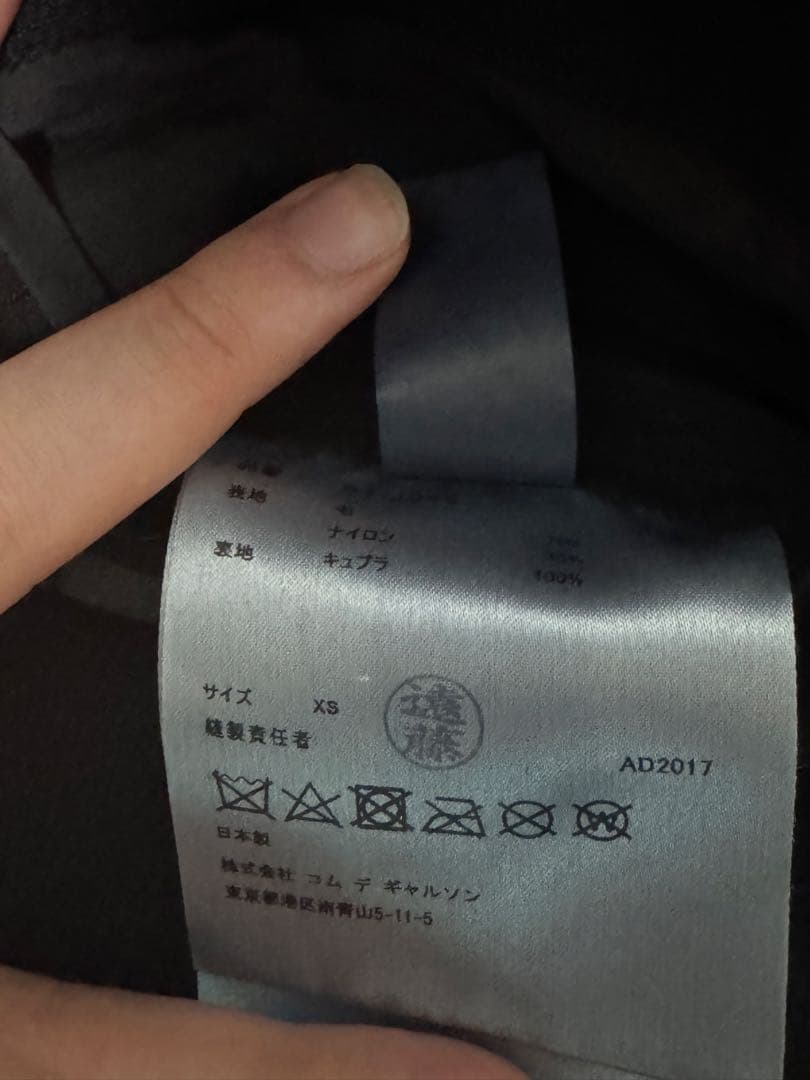 表地
ナイロン
裏地 キュプラ 100%
サイズ XS
遠藤
縫製責任者
AD2017
日本製
株式会社 コム デ ギャルソン
東京都港区南青山5-11-5